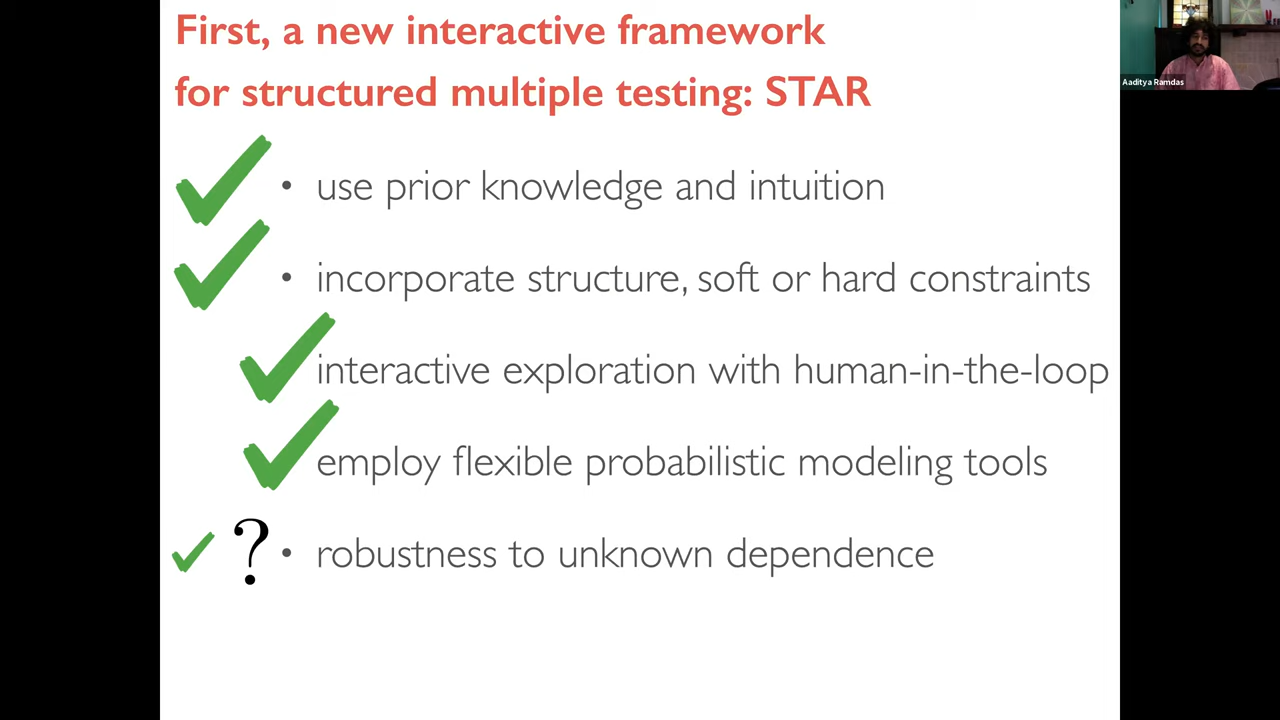 First, a new interactive framework
for structured multiple testing: STAR
• use prior knowledge and intuition
• incorporate structure, soft or hard constraints
interactive exploration with human-in-the-loop
employ flexible probabilistic modeling tools
? • robustness to unknown dependence
Aaditya Ramdas